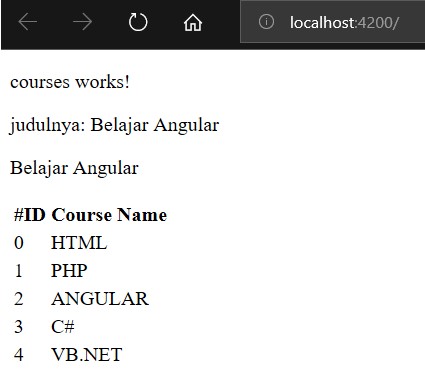 localhost:4200/
courses works!
judulnya: Belajar Angular
Belajar Angular
#ID Course Name
0 HTML
1 PHP
2 ANGULAR
3 C#
4 VB.NET